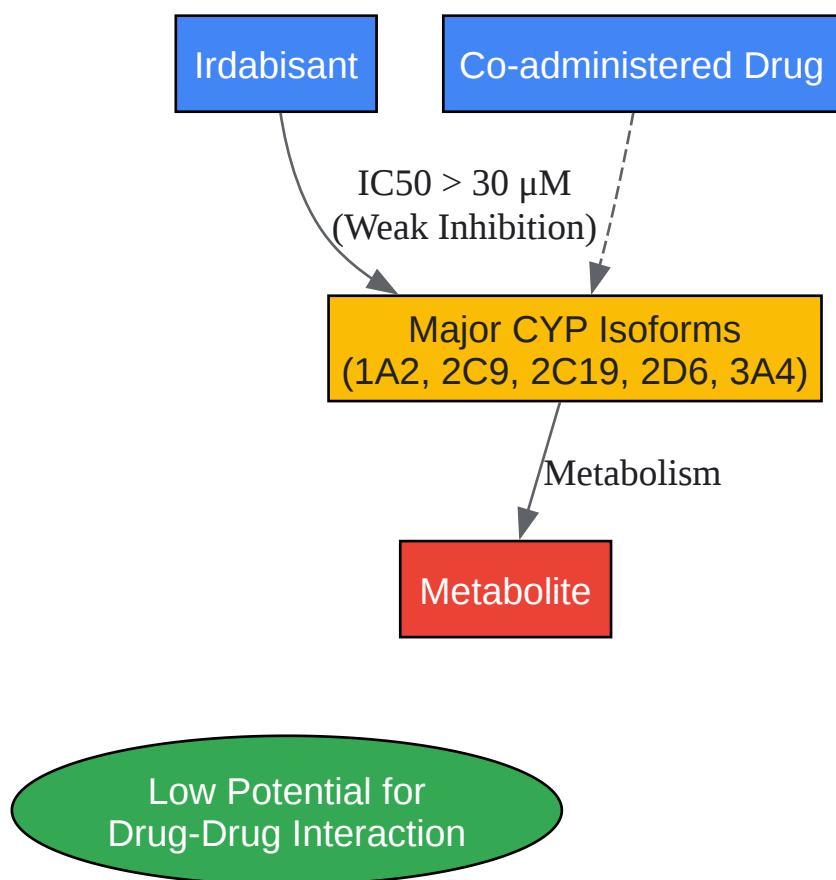 Irdabisant
Co-administered Drug
IC50 > 30 μM
(Weak Inhibition)
Major CYP Isoforms
(1A2, 2C9, 2C19, 2D6, 3A4)
Metabolism
Metabolite
Low Potential for
Drug-Drug Interaction